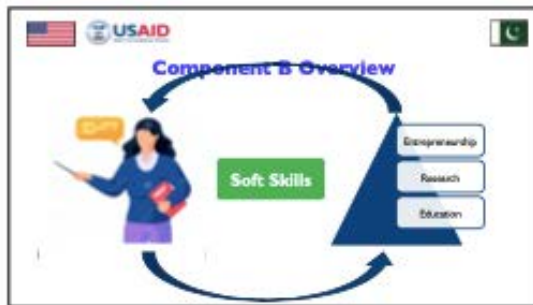 USAID
Component B Overview
Soft Skills
Entrepreneurship
Research
Education